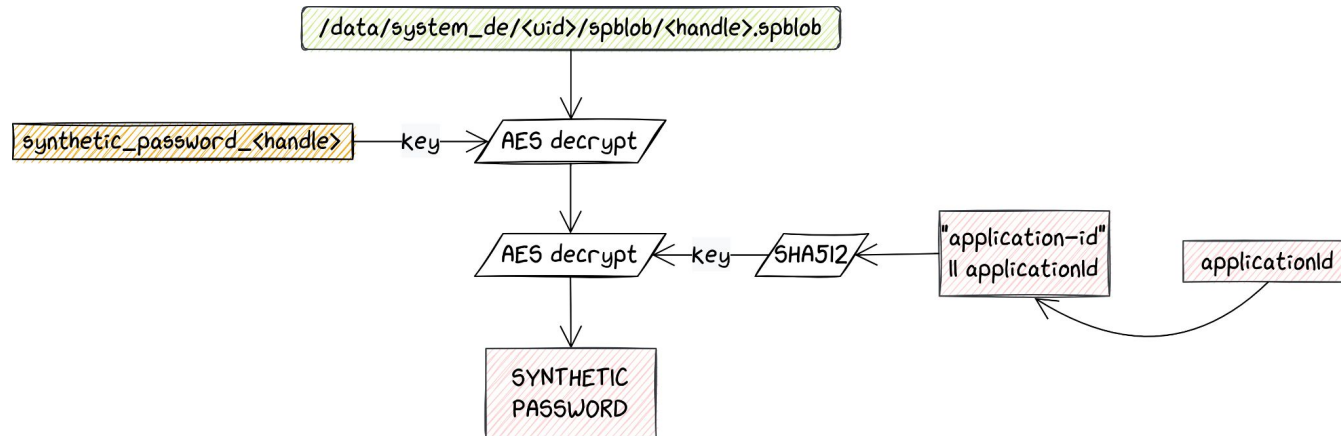 /data/system_de/<uid>/spblob/<handle>.spblob
synthetic_password_<handle>
key
AES decrypt
AES decrypt
key
SHA512
"application-id"
|| applicationId
applicationId
SYNTHETIC
PASSWORD